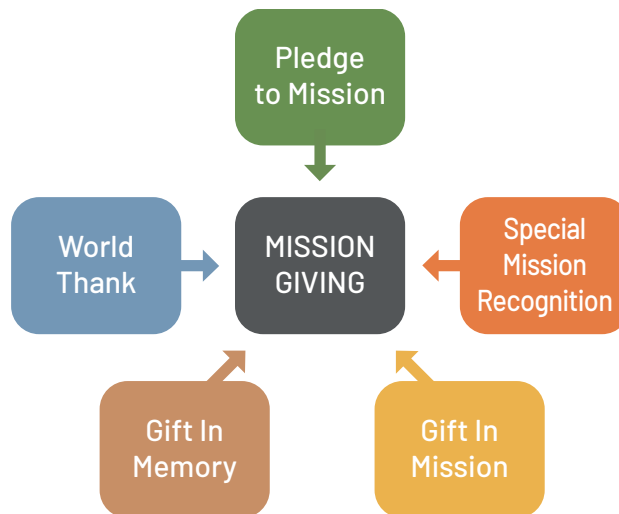 Pledge
to Mission
World
Thank
MISSION
GIVING
Special
Mission
Recognition
Gift In
Memory
Gift In
Mission